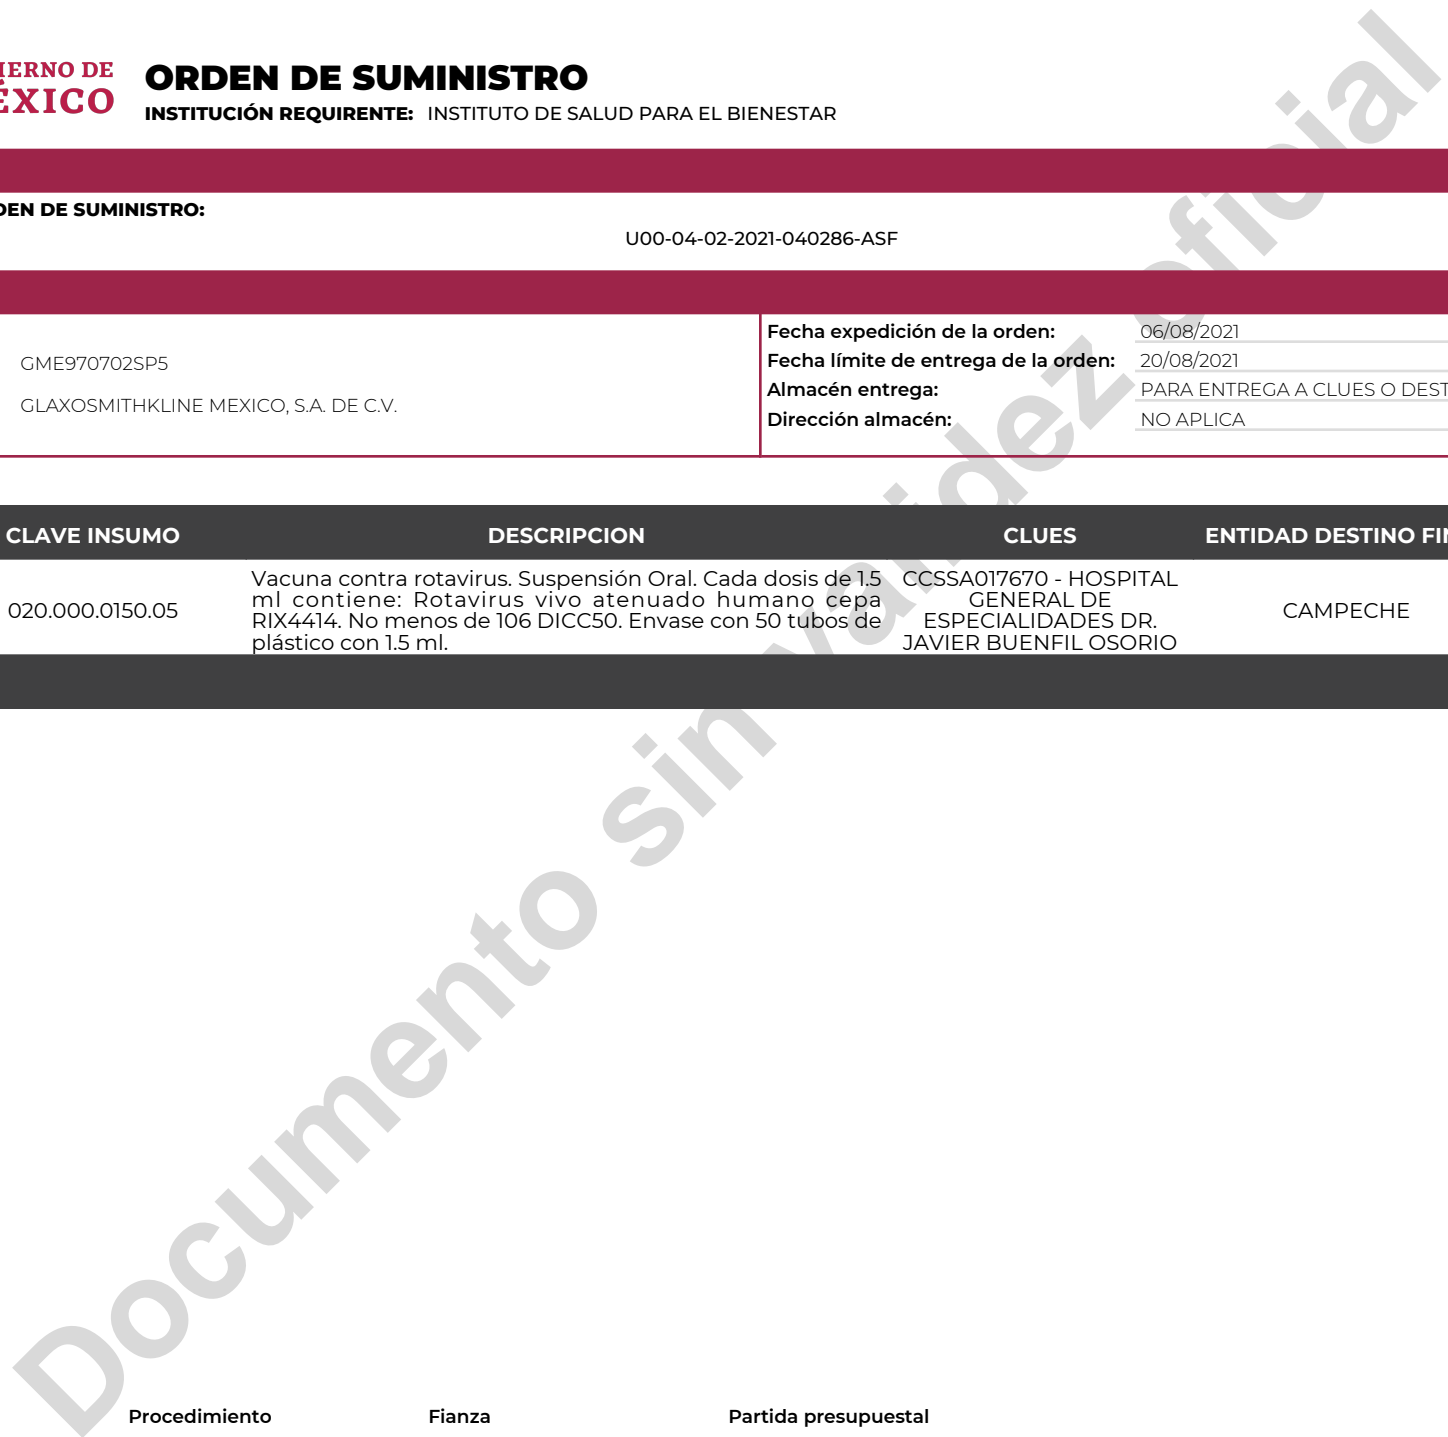 IERNO DE
ÉXICO
ORDEN DE SUMINISTRO
INSTITUCIÓN REQUIRENTE: INSTITUTO DE SALUD PARA EL BIENESTAR
DEN DE SUMINISTRO:
U00-04-02-2021-040286-ASF
GME970702SP5
GLAXOSMITHKLINE MEXICO, S.A. DE C.V.
Fecha expedición de la orden: 06/08/2021
Fecha límite de entrega de la orden: 20/08/2021
Almacén entrega: PARA ENTREGA A CLUES O DEST
Dirección almacén: NO APLICA
CLAVE INSUMO DESCRIPCION CLUES ENTIDAD DESTINO FIN
020.000.0150.05
Vacuna contra rotavirus. Suspensión Oral. Cada dosis de 1.5
ml contiene: Rotavirus vivo atenuado humano cepa
RIX4414. No menos de 106 DICC50. Envase con 50 tubos de
plástico con 1.5 ml.
CCSSA017670 - HOSPITAL
GENERAL DE
ESPECIALIDADES DR.
JAVIER BUENFIL OSORIO
CAMPECHE
Documento sin validez oficial
Procedimiento Fianza Partida presupuestal